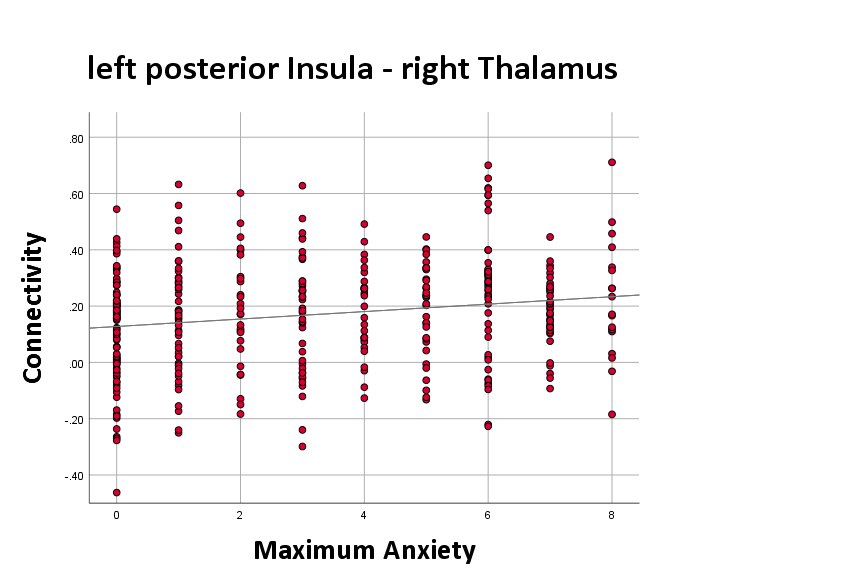 left posterior Insula - right Thalamus
.80
.60
.40
.20
.00
-.20
-.40
Connectivity
0 2 4 6 8
Maximum Anxiety